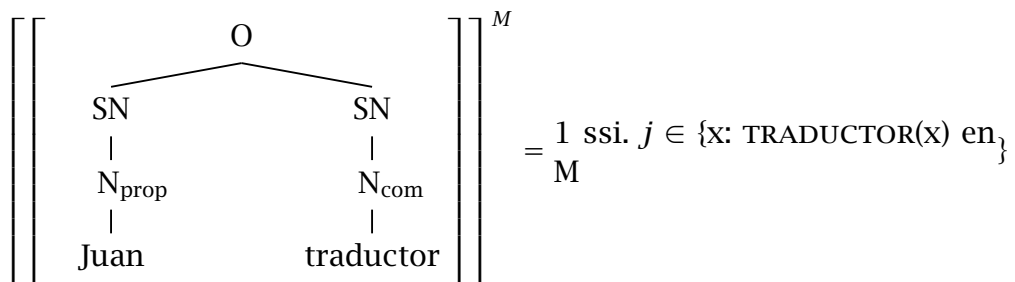 M
O
SN SN
N_prop N_com
Juan traductor
= 1 ssi. j ∈ {x: TRADUCTOR(x) en }
M